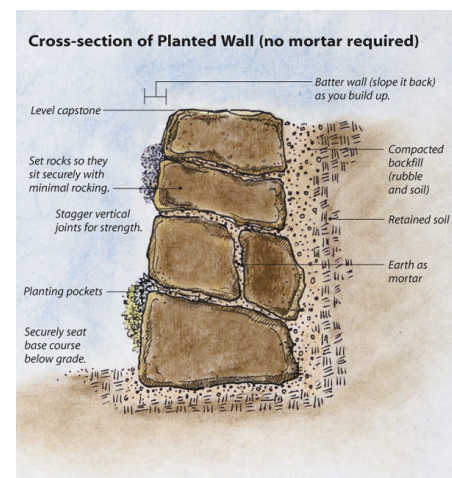 Cross-section of Planted Wall (no mortar required)
Batter wall (slope it back)
as you build up.
Level capstone
Compacted
backfill
(rubble
and soil)
Set rocks so they
sit securely with
minimal rocking.
Stagger vertical
joints for strength.
Retained soil
Earth as
mortar
Planting pockets
Securely seat
base course
below grade.